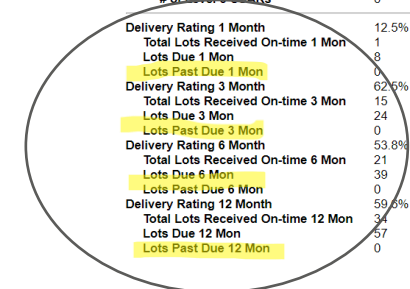 Delivery Rating 1 Month 12.5%
Total Lots Received On-time 1 Mon 1
Lots Due 1 Mon 8
Lots Past Due 1 Mon 0
Delivery Rating 3 Month 62.5%
Total Lots Received On-time 3 Mon 15
Lots Due 3 Mon 24
Lots Past Due 3 Mon 0
Delivery Rating 6 Month 53.8%
Total Lots Received On-time 6 Mon 21
Lots Due 6 Mon 39
Lots Past Due 6 Mon 0
Delivery Rating 12 Month 59.6%
Total Lots Received On-time 12 Mon 34
Lots Due 12 Mon 57
Lots Past Due 12 Mon 0